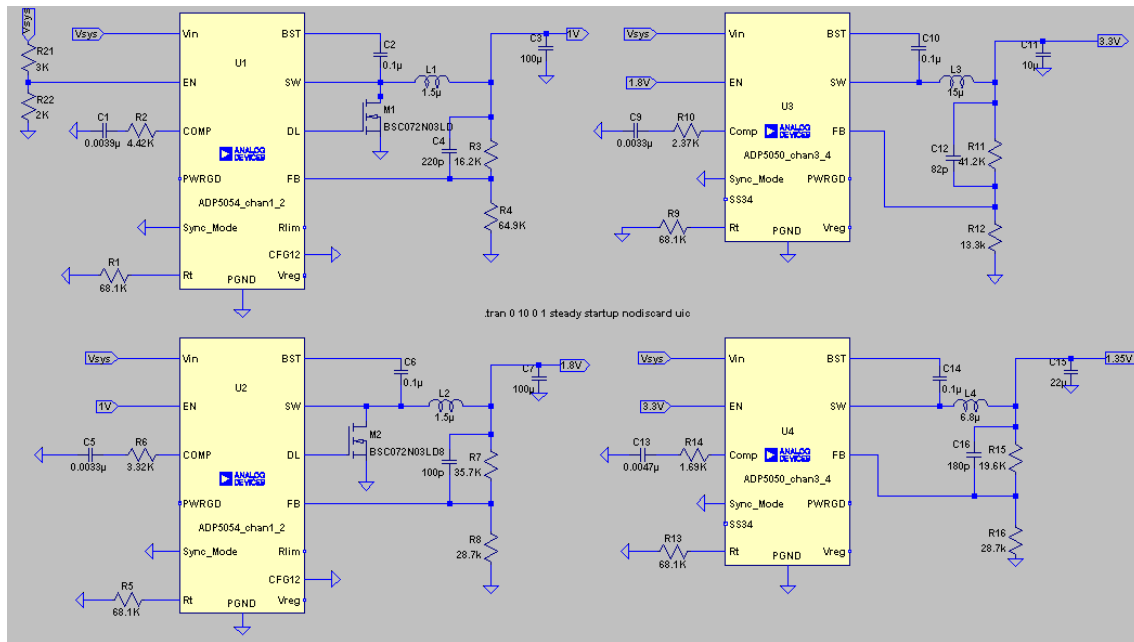 Vsys
R21
3K
R22
2K
Vsys
Vin
BST
U1
EN
SW
COMP
DL
ANALOG
DEVICES
PWRGD
FB
ADP5054_chan1_2
Sync_Mode
Rlim
CFG12
Rt
Vreg
PGND
C1
0.0039µ
R2
4.42K
R1
68.1K
C2
0.1µ
L1
1.5µ
M1
BSC072N03LD
C3
100µ
1V
C4
220p
R3
16.2K
R4
64.9K
Vsys
1.8V
Vin
BST
EN
SW
U3
Comp
FB
ANALOG
DEVICES
ADP5050_chan3_4
Sync_Mode
PWRGD
SS34
Rt
Vreg
PGND
C9
0.0033µ
R10
2.37K
R9
68.1K
C10
0.1µ
L3
15µ
C11
10µ
3.3V
C12
82p
R11
41.2K
R12
13.3k
.tran 0 10 0 1 steady startup nodiscard uic
Vsys
1V
Vin
BST
U2
EN
SW
COMP
DL
ANALOG
DEVICES
PWRGD
FB
ADP5054_chan1_2
Sync_Mode
Rlim
CFG12
Rt
Vreg
PGND
C5
0.0033µ
R6
3.32K
R5
68.1K
C6
0.1µ
L2
1.5µ
M2
BSC072N03LD8
C7
100µ
1.8V
100p
R7
35.7K
R8
28.7k
Vsys
3.3V
Vin
BST
EN
SW
U4
Comp
FB
ANALOG
DEVICES
ADP5050_chan3_4
Sync_Mode
PWRGD
SS34
Rt
Vreg
PGND
C13
0.0047µ
R14
1.69K
R13
68.1K
C14
0.1µ
L4
6.8µ
C15
22µ
1.35V
C16
180p
R15
19.6K
R16
28.7k